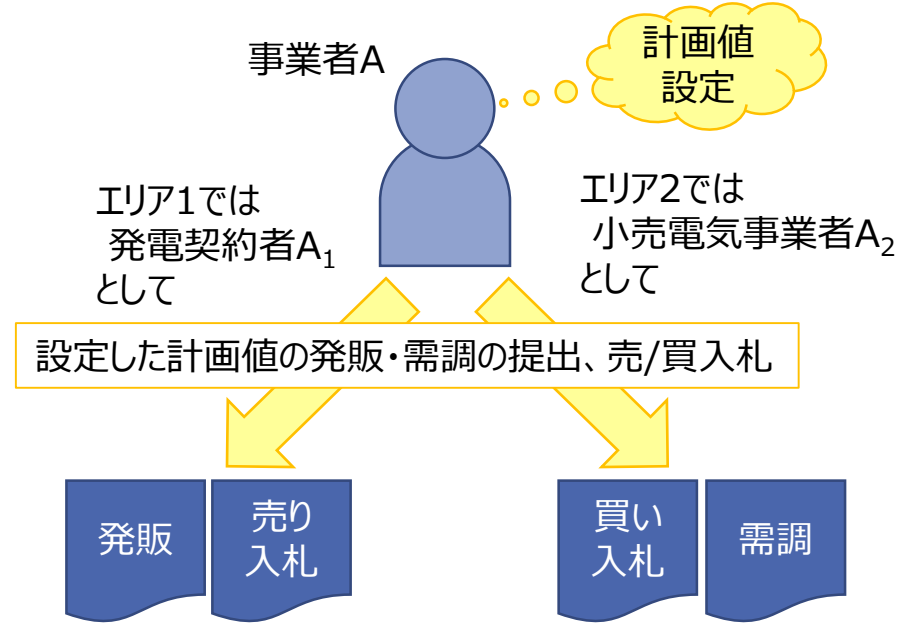 事業者A
計画値
設定
エリア1では
発電契約者A₁
として
エリア2では
小売電気事業者A₂
として
設定した計画値の発販・需調の提出、売/買入札
発販
売り
入札
買い
入札
需調